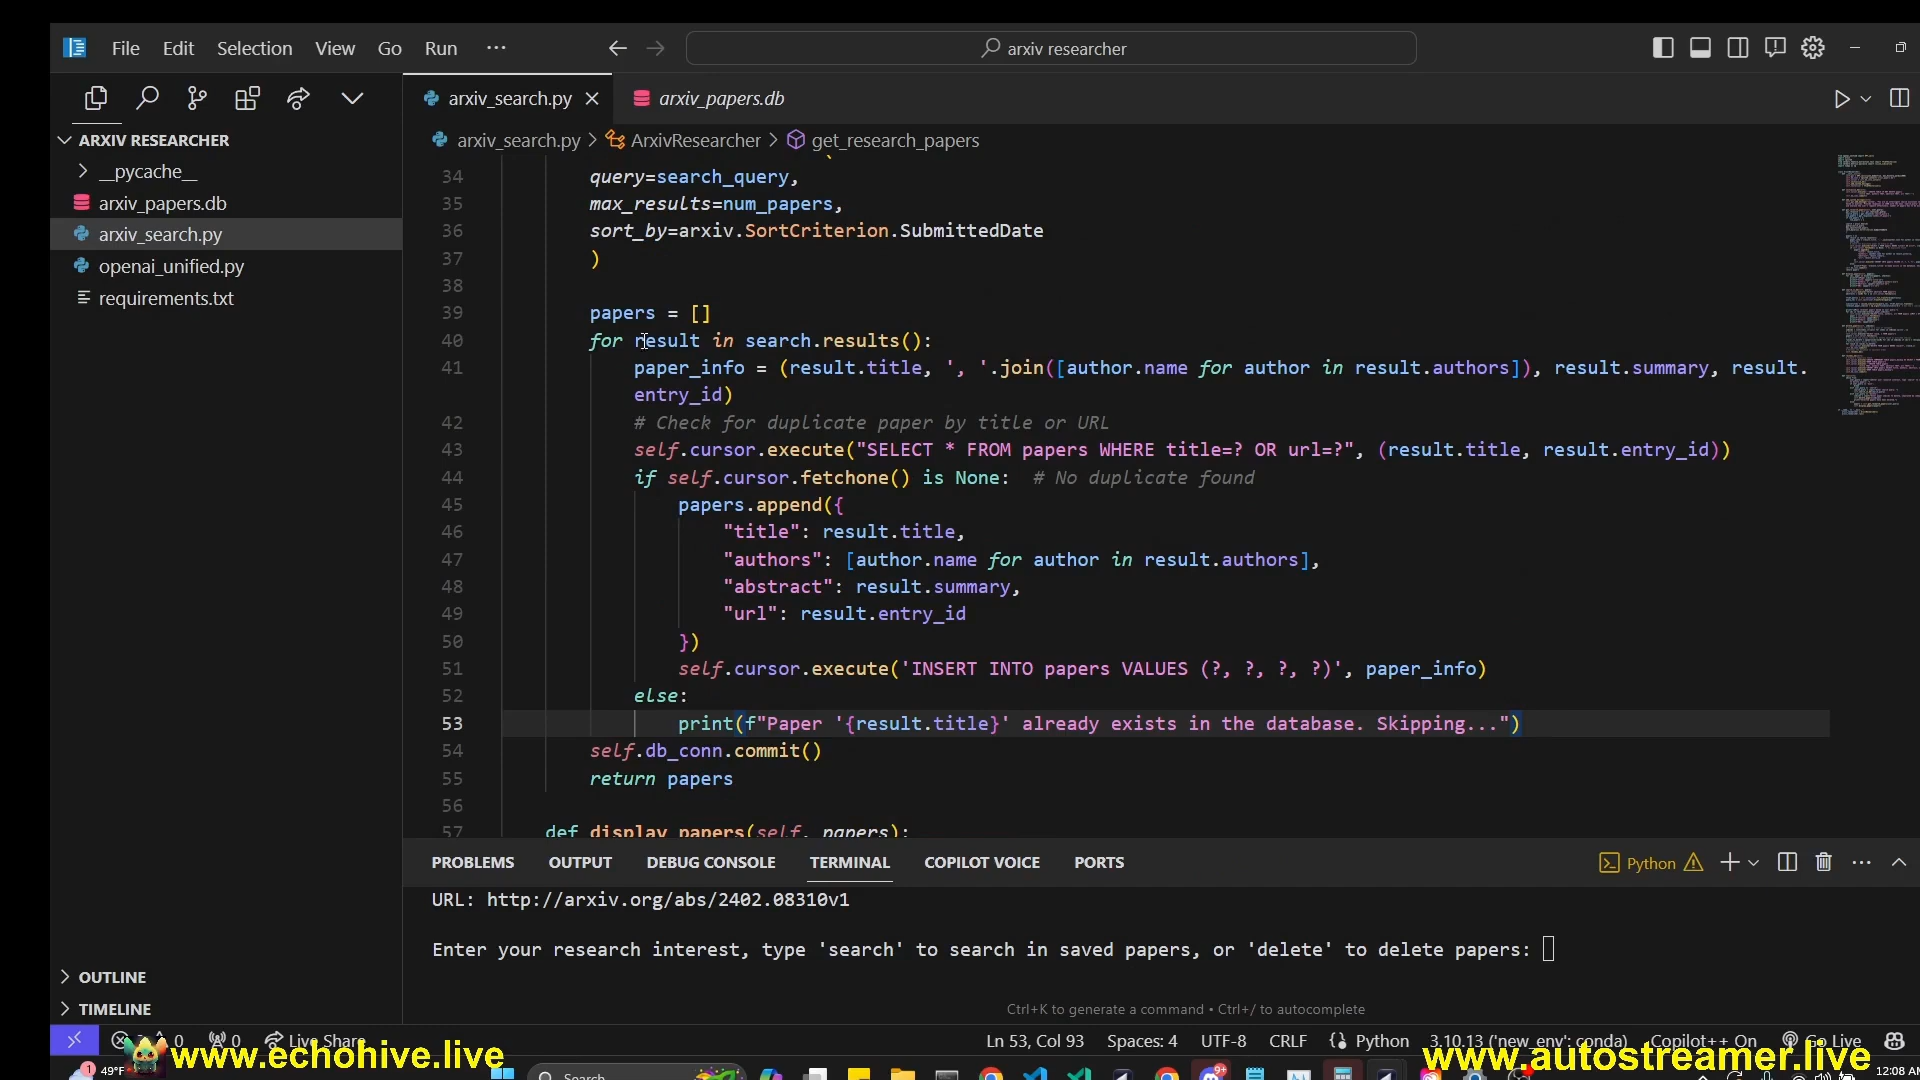 File Edit Selection View Go Run ···
arxiv researcher
arxiv_search.py
arxiv_papers.db
ARXIV RESEARCHER
__pycache__
arxiv_papers.db
arxiv_search.py
openai_unified.py
requirements.txt
OUTLINE
TIMELINE
arxiv_search.py > ArxivResearcher > get_research_papers
34 query=search_query,
35 max_results=num_papers,
36 sort_by=arxiv.SortCriterion.SubmittedDate
37 )
38
39 papers = []
40 for result in search.results():
41 paper_info = (result.title, ', '.join([author.name for author in result.authors]), result.summary, result.
entry_id)
42 # Check for duplicate paper by title or URL
43 self.cursor.execute("SELECT * FROM papers WHERE title=? OR url=?", (result.title, result.entry_id))
44 if self.cursor.fetchone() is None:  # No duplicate found
45 papers.append({
46 "title": result.title,
47 "authors": [author.name for author in result.authors],
48 "abstract": result.summary,
49 "url": result.entry_id
50 })
51 self.cursor.execute('INSERT INTO papers VALUES (?, ?, ?, ?)', paper_info)
52 else:
53 print(f"Paper '{result.title}' already exists in the database. Skipping...")
54 self.db_conn.commit()
55 return papers
56
57 def display_papers(self, papers):
PROBLEMS OUTPUT DEBUG CONSOLE TERMINAL COPILOT VOICE PORTS
Python
URL: http://arxiv.org/abs/2402.08310v1
Enter your research interest, type 'search' to search in saved papers, or 'delete' to delete papers:
Ctrl+K to generate a command • Ctrl+/ to autocomplete
0 0 Live Share
Ln 53, Col 93 Spaces: 4 UTF-8 CRLF Python 3.10.13 ('new_env': conda) Copilot++ On Go Live
www.echohive.live
www.autostreamer.live
1 49°F
Search
9+
12:08 AM